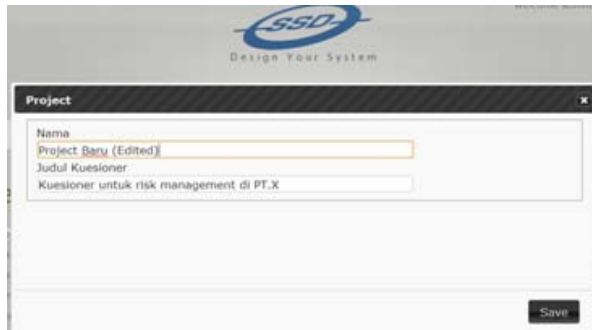 SSD
Design Your System
Project
Nama
Project Baru (Edited)
Judul Kuesioner
Kuesioner untuk risk management di PT.X
Save